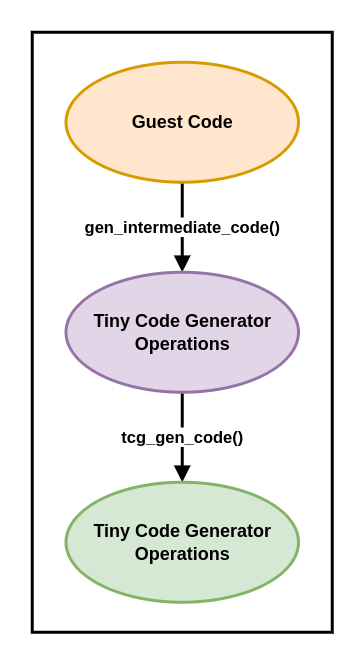 Guest Code
gen_intermediate_code()
Tiny Code Generator
Operations
tcg_gen_code()
Tiny Code Generator
Operations